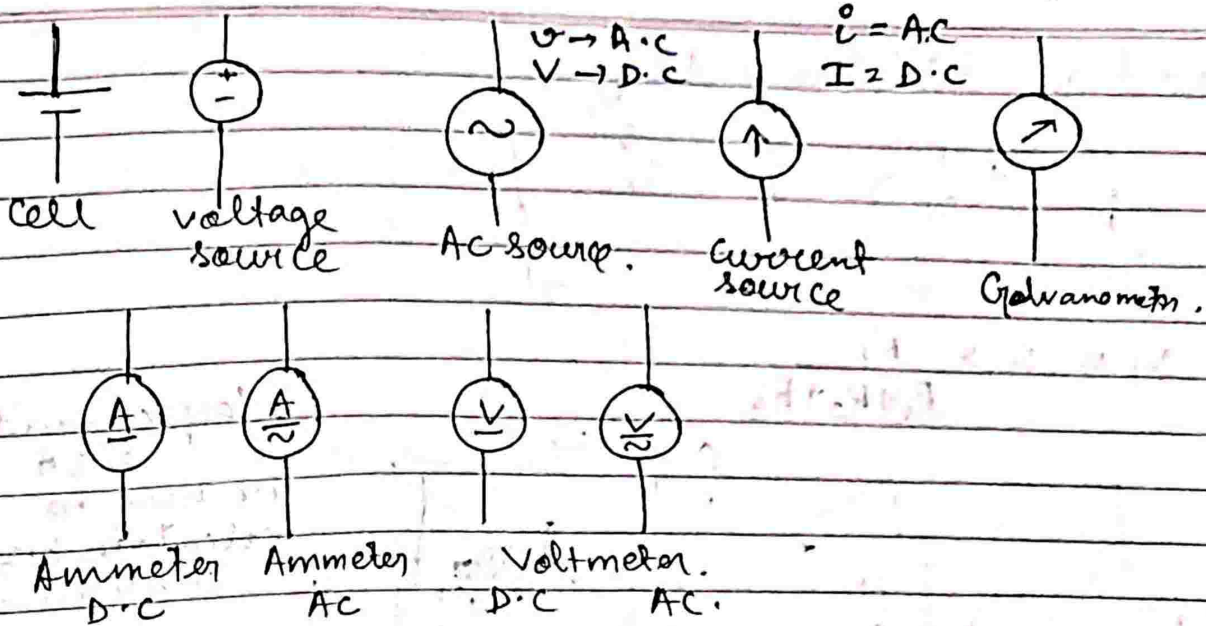 v → A.C
V → D.C
i = A.C
I = D.C
+
-
~
Cell
voltage
source
AC source.
current
source
Galvanometer.
A
A
~
V
V
~
Ammeter
D.C
Ammeter
AC
Voltmeter.
D.C
AC.